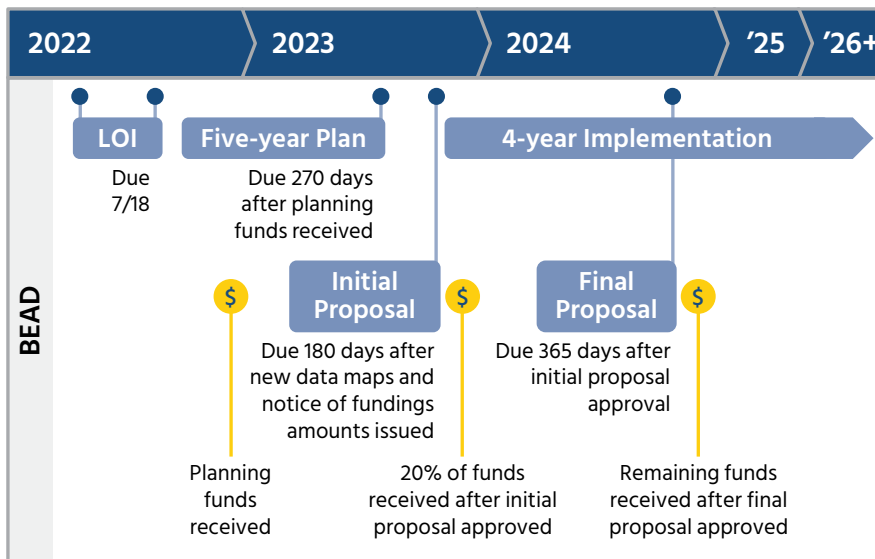 2022 2023 2024 ’25 ’26+
BEAD
LOI
Due
7/18
Five-year Plan
Due 270 days
after planning
funds received
4-year Implementation
$
Planning
funds
received
Initial
Proposal
Due 180 days after
new data maps and
notice of fundings
amounts issued
$
20% of funds
received after initial
proposal approved
Final
Proposal
Due 365 days after
initial proposal
approval
$
Remaining funds
received after final
proposal approved